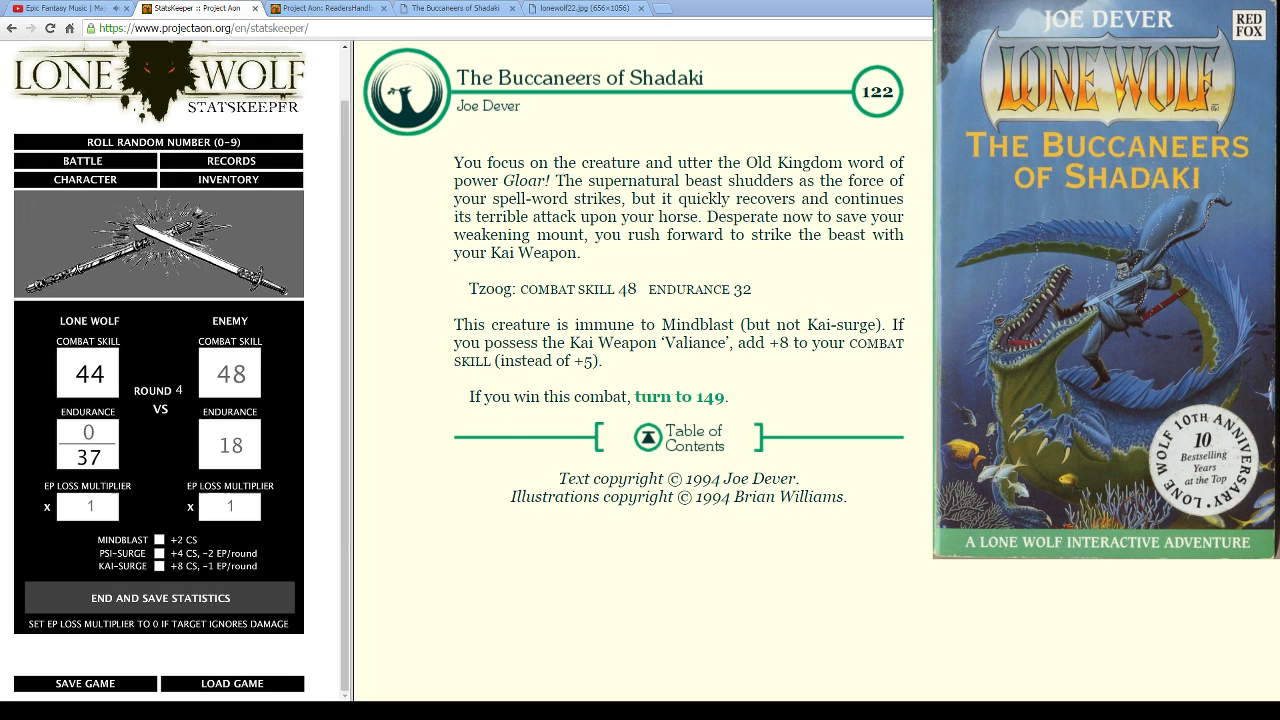 Epic Fantasy Music | Ma
StatsKeeper :: Project Aon
Project Aon: ReadersHandb
The Buccaneers of Shadaki
lonewolf22.jpg (656×1056)
https://www.projectaon.org/en/statskeeper/
LONE WOLF
STATSKEEPER
ROLL RANDOM NUMBER (0-9)
BATTLE RECORDS
CHARACTER INVENTORY
LONE WOLF ENEMY
COMBAT SKILL COMBAT SKILL
44 48
ROUND 4
VS
ENDURANCE ENDURANCE
0
37
18
EP LOSS MULTIPLIER EP LOSS MULTIPLIER
x 1 x 1
MINDBLAST +2 CS
PSI-SURGE +4 CS, -2 EP/round
KAI-SURGE +8 CS, -1 EP/round
END AND SAVE STATISTICS
SET EP LOSS MULTIPLIER TO 0 IF TARGET IGNORES DAMAGE
SAVE GAME LOAD GAME
The Buccaneers of Shadaki
Joe Dever
122
You focus on the creature and utter the Old Kingdom word of
power Gloar! The supernatural beast shudders as the force of
your spell-word strikes, but it quickly recovers and continues
its terrible attack upon your horse. Desperate now to save your
weakening mount, you rush forward to strike the beast with
your Kai Weapon.
Tzoog: COMBAT SKILL 48 ENDURANCE 32
This creature is immune to Mindblast (but not Kai-surge). If
you possess the Kai Weapon ‘Valiance’, add +8 to your COMBAT
SKILL (instead of +5).
If you win this combat, turn to 149.
Table of
Contents
Text copyright © 1994 Joe Dever.
Illustrations copyright © 1994 Brian Williams.
JOE DEVER
RED
FOX
LONE WOLF
THE BUCCANEERS
OF SHADAKI
LONE WOLF 10TH ANNIVERSARY
10
Bestselling
Years
at the Top
A LONE WOLF INTERACTIVE ADVENTURE